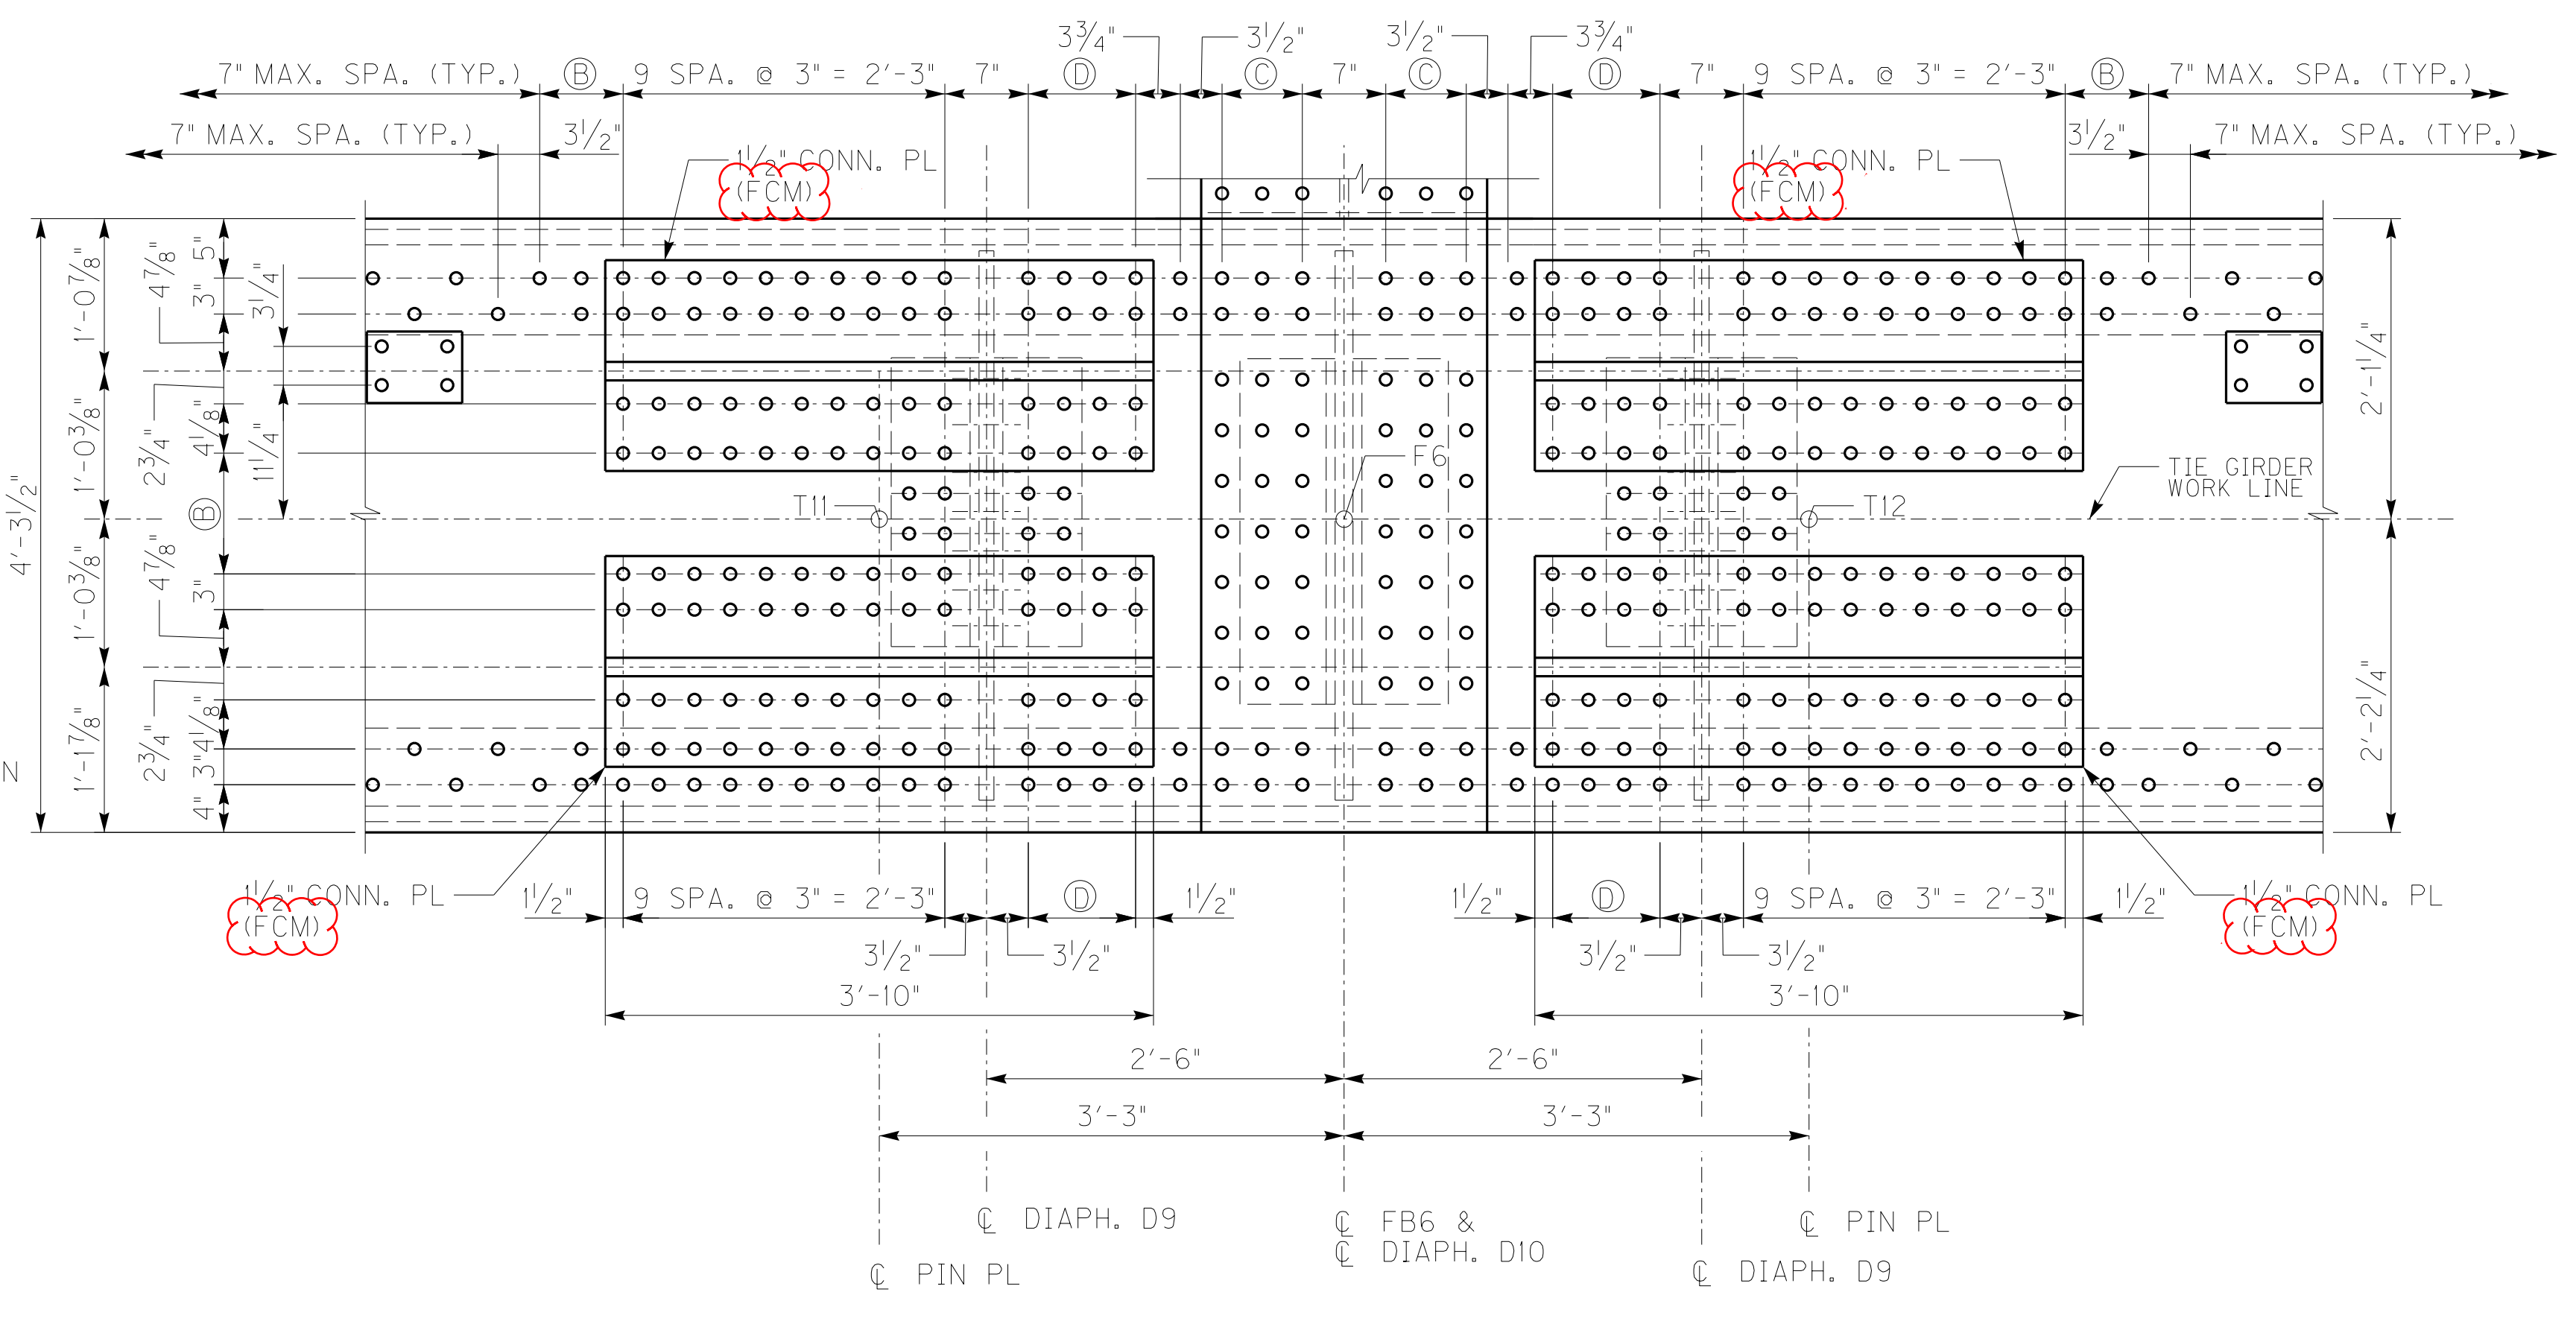 3¾" 3½" 3½" 3¾"
7" MAX. SPA. (TYP.) Ⓑ 9 SPA. @ 3" = 2'-3" 7" Ⓓ Ⓒ 7" Ⓒ Ⓓ 7" 9 SPA. @ 3" = 2'-3" Ⓑ 7" MAX. SPA. (TYP.)
7" MAX. SPA. (TYP.) 3½" 3½" 7" MAX. SPA. (TYP.)
1½" CONN. PL
(FCM)
1½" CONN. PL
(FCM)
4'-3½"
1'-0⅞"
1'-0⅜"
1'-0⅜"
1'-1⅞"
4⅞"
2¾"
4⅞"
2¾"
5"
3"
4⅛"
Ⓑ
3"
4⅛"
3"
4"
3¼"
11¼"
T11
F6
T12
TIE GIRDER
WORK LINE
2'-1¼"
2'-2¼"
N
1½" CONN. PL
(FCM)
1½" 9 SPA. @ 3" = 2'-3" Ⓓ 1½"
3½" 3½"
3'-10"
1½" Ⓓ 9 SPA. @ 3" = 2'-3" 1½"
3½" 3½"
3'-10"
1½" CONN. PL
(FCM)
2'-6" 2'-6"
3'-3" 3'-3"
℄ DIAPH. D9
℄ PIN PL
℄ FB6 &
℄ DIAPH. D10
℄ PIN PL
℄ DIAPH. D9